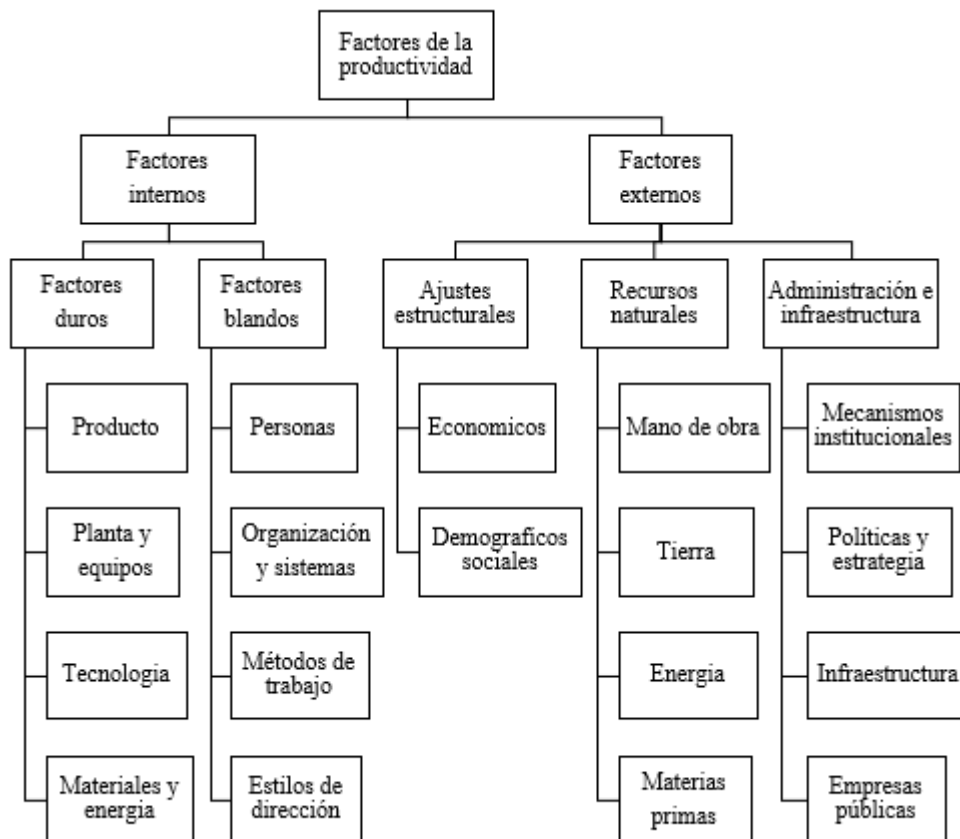 Factores de la
productividad
Factores
internos
Factores
externos
Factores
duros
Factores
blandos
Ajustes
estructurales
Recursos
naturales
Administración e
infraestructura
Producto
Personas
Economicos
Mano de obra
Mecanismos
institucionales
Planta y
equipos
Organización
y sistemas
Demografícos
sociales
Tierra
Políticas y
estrategia
Tecnologia
Métodos de
trabajo
Energia
Infraestructura
Materiales y
energia
Estilos de
dirección
Materias
primas
Empresas
públicas